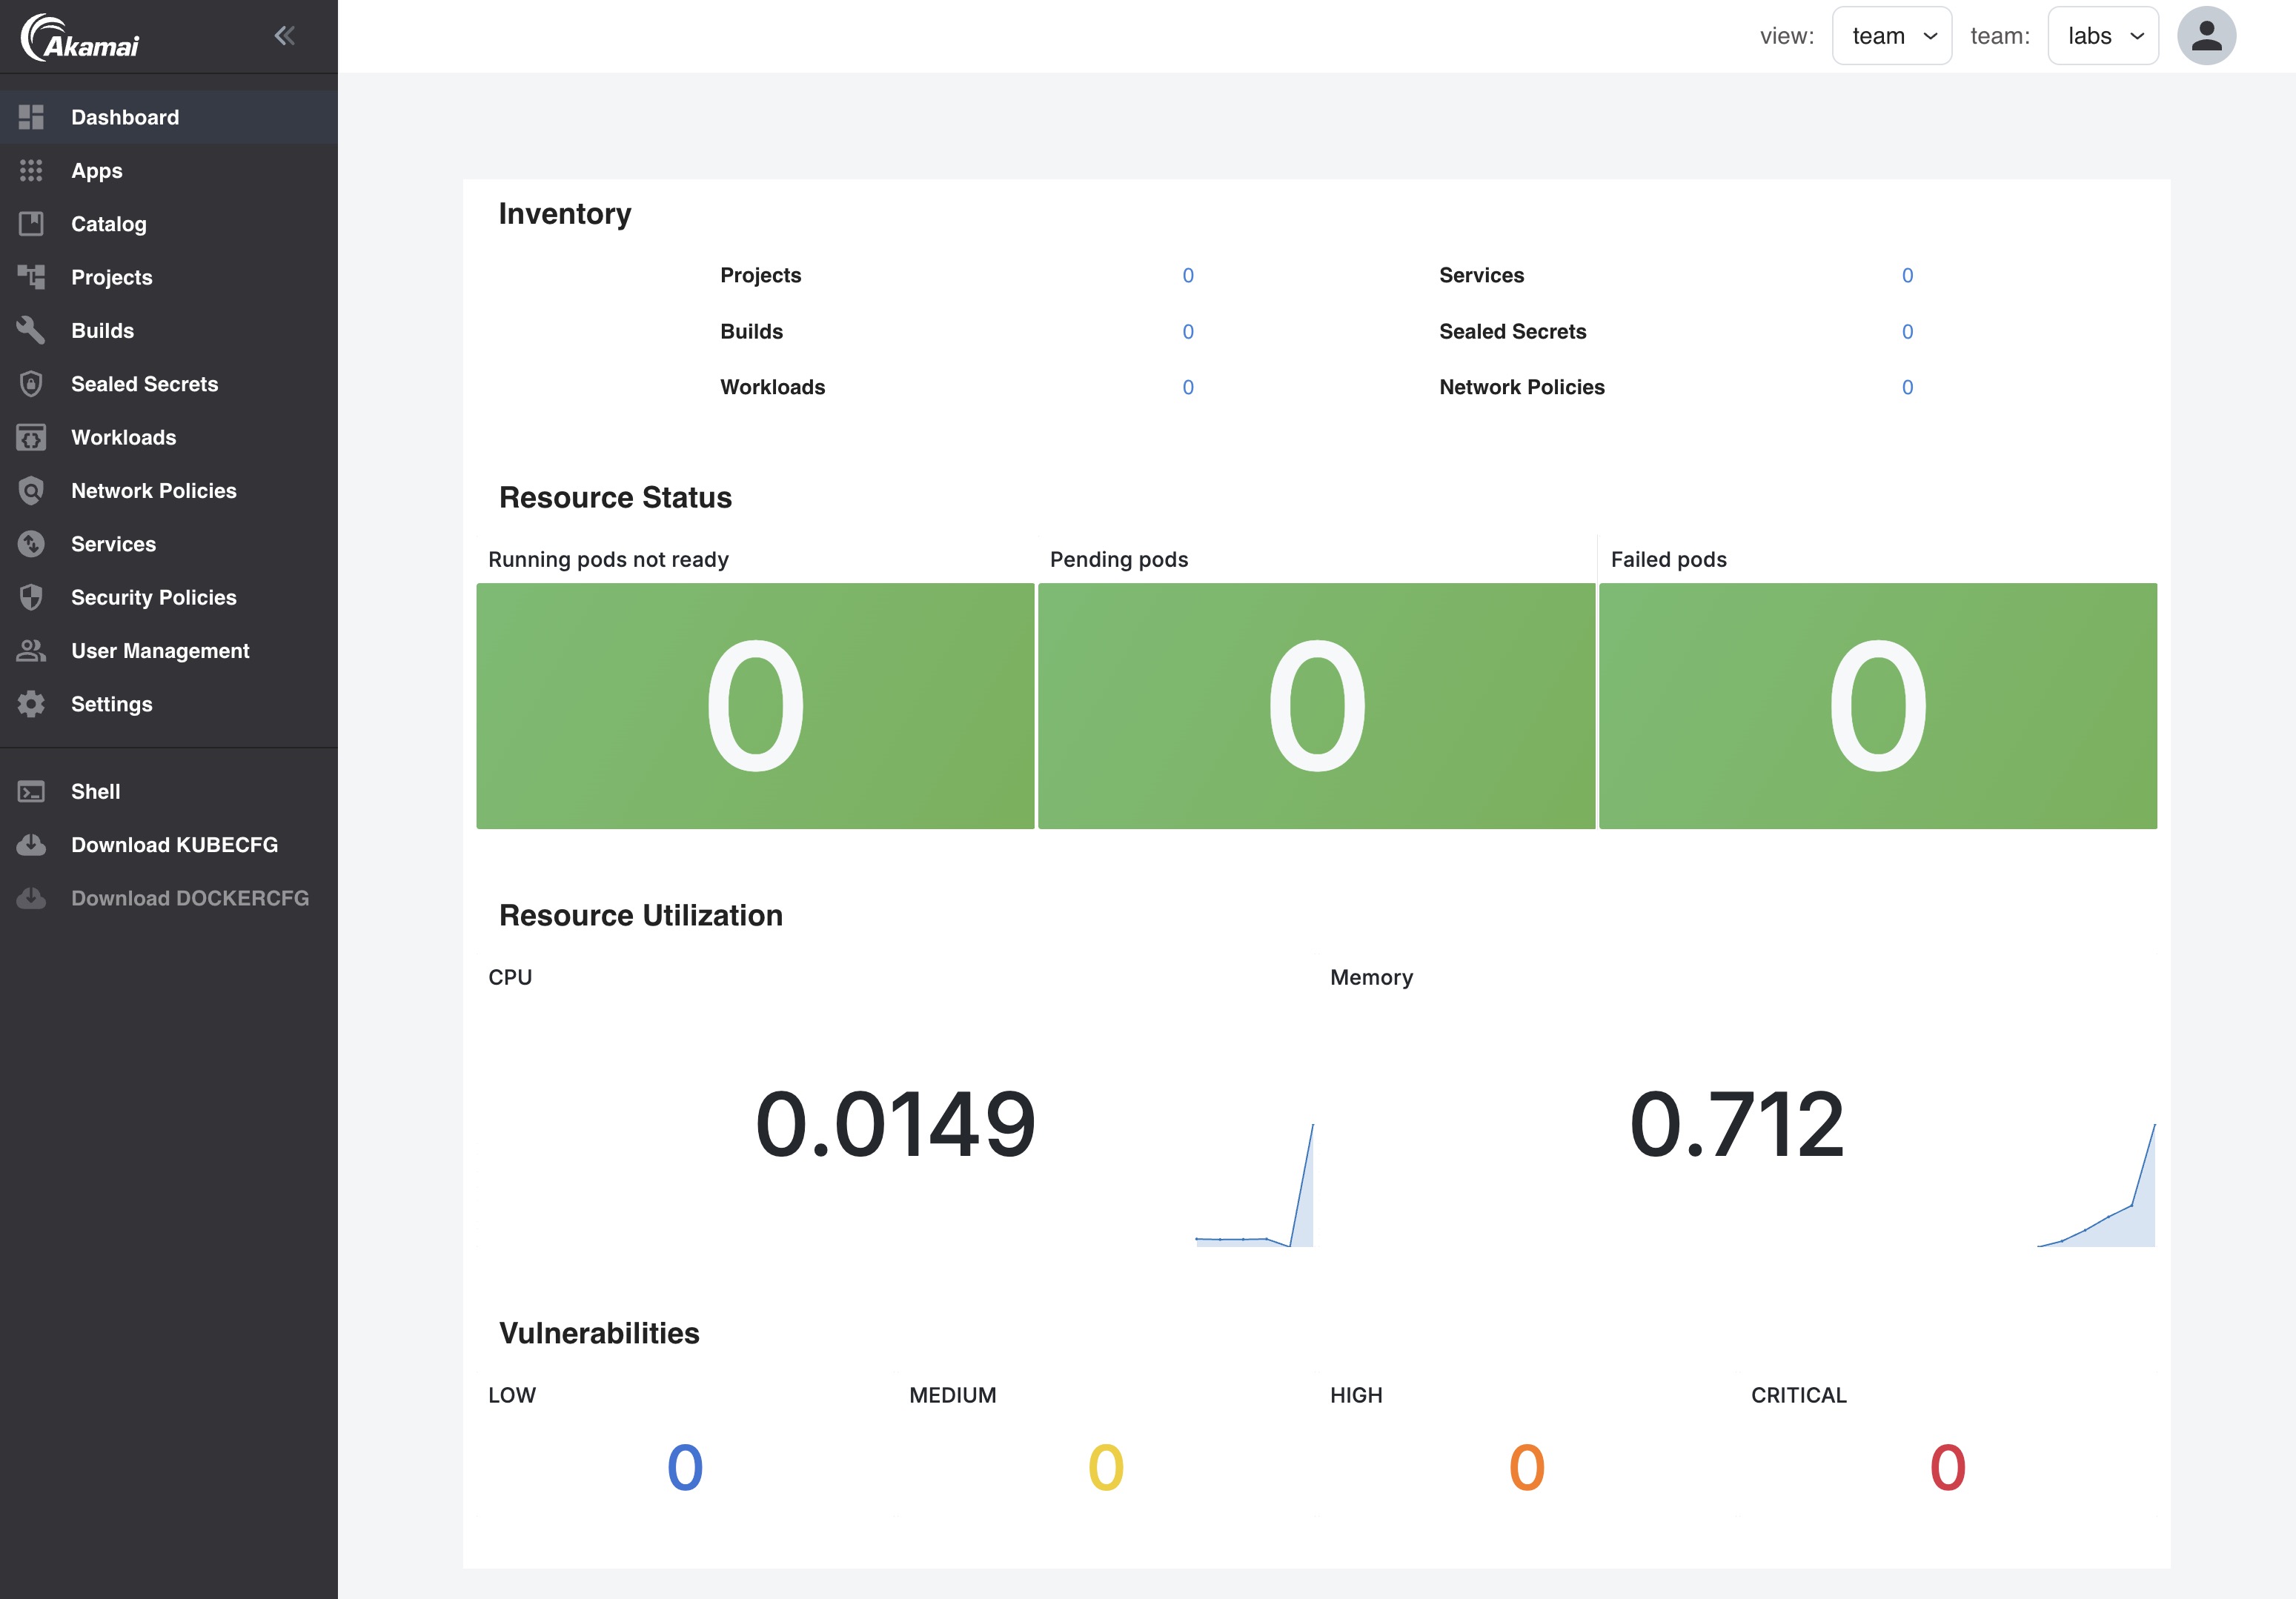 Akamai
view: team team: labs
Dashboard
Apps
Catalog
Projects
Builds
Sealed Secrets
Workloads
Network Policies
Services
Security Policies
User Management
Settings
Shell
Download KUBECFG
Download DOCKERCFG
Inventory
Projects 0 Services 0
Builds 0 Sealed Secrets 0
Workloads 0 Network Policies 0
Resource Status
Running pods not ready Pending pods Failed pods
0 0 0
Resource Utilization
CPU Memory
0.0149 0.712
Vulnerabilities
LOW MEDIUM HIGH CRITICAL
0 0 0 0